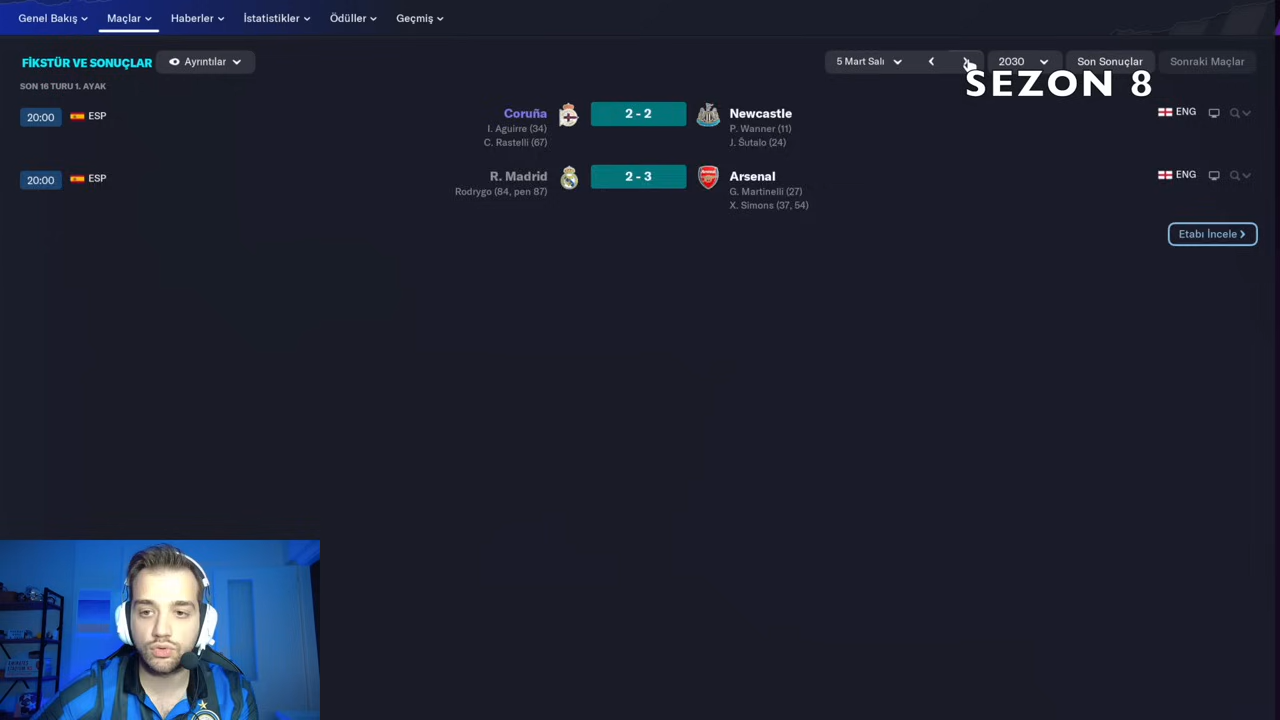 Genel Bakış Maçlar Haberler İstatistikler Ödüller Geçmiş
FİKSTÜR VE SONUÇLAR Ayrıntılar 5 Mart Salı 2030 Son Sonuçlar Sonraki Maçlar
SEZON 8
SON 16 TURU 1. AYAK
20:00 ESP Coruña 2 - 2 Newcastle ENG
I. Aguirre (34) P. Wanner (11)
C. Rastelli (67) J. Šutalo (24)
20:00 ESP R. Madrid 2 - 3 Arsenal ENG
Rodrygo (84, pen 87) G. Martinelli (27)
X. Simons (37, 54)
Etabı İncele